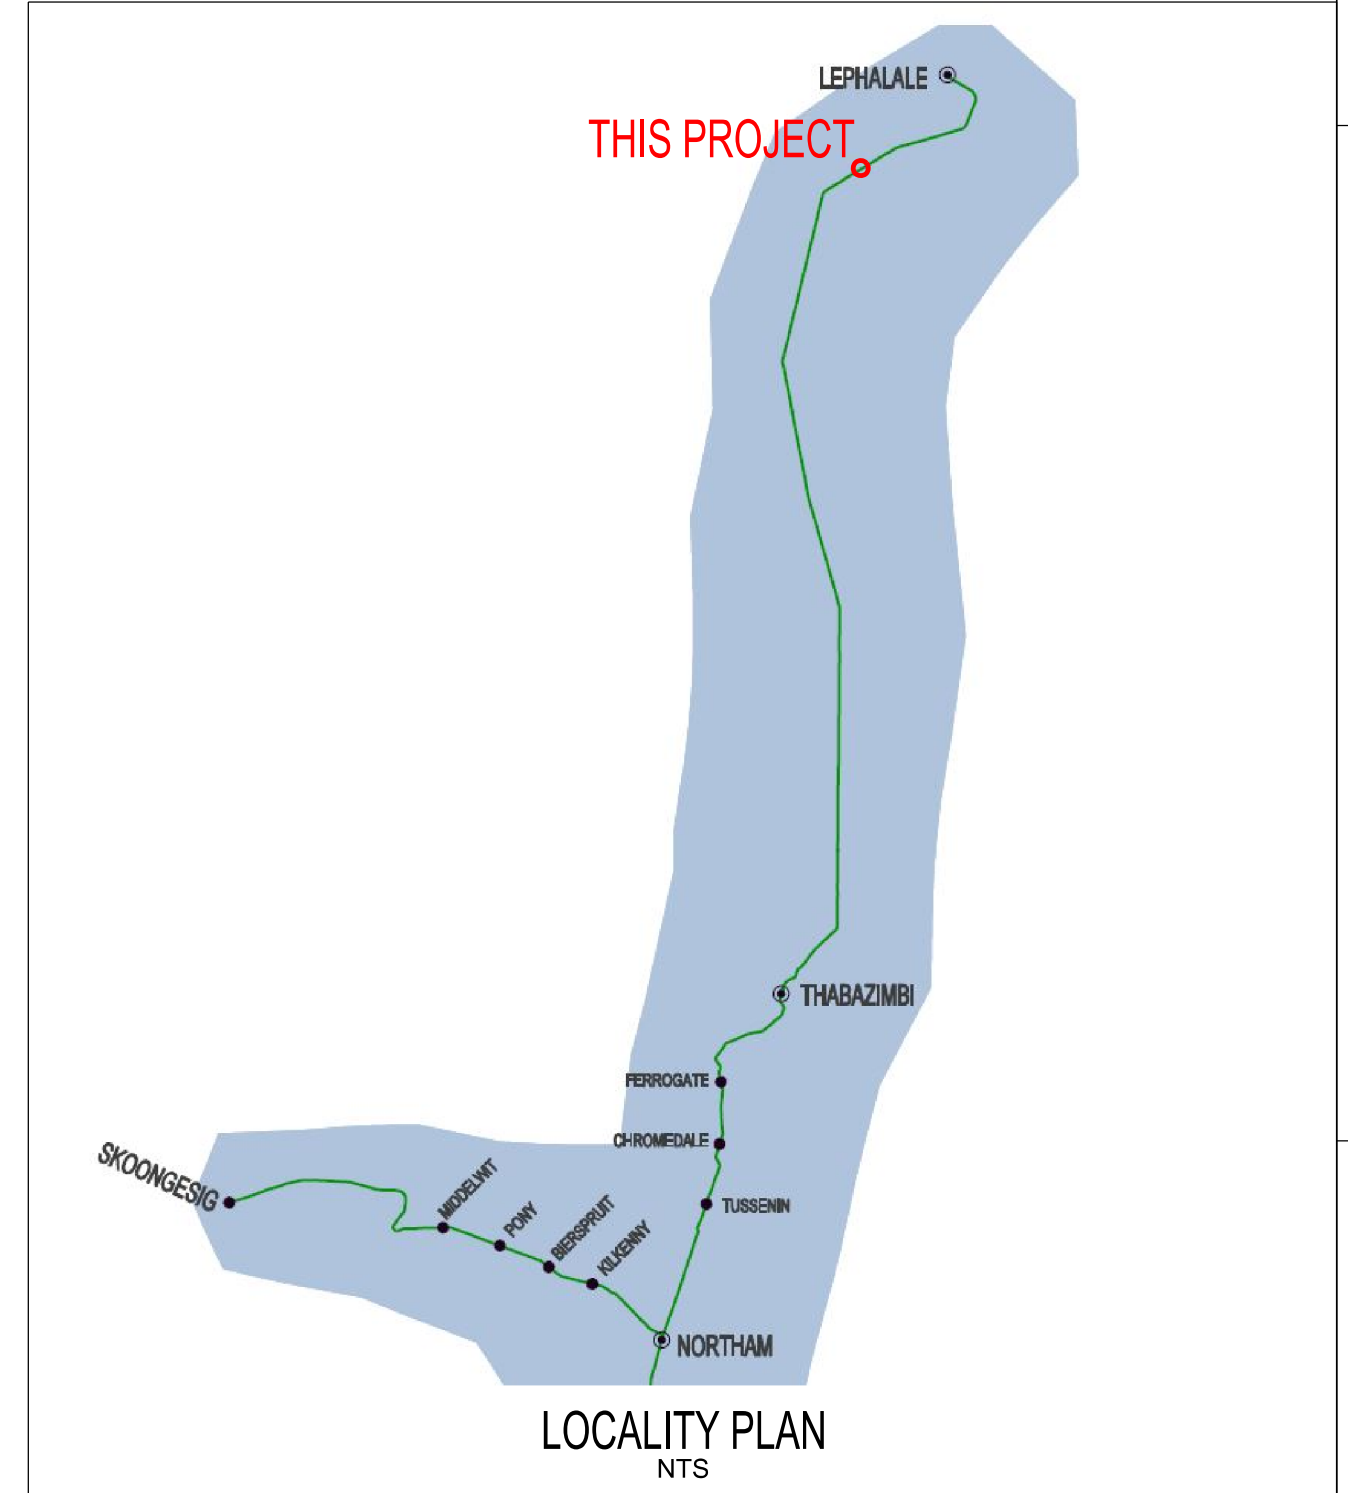 LEPHALALE
THIS PROJECT
THABAZIMBI
FERROGATE
CHROMEDALE
SKOONGESIG
MIDDELWIT
PONY
BIERSPRUIT
KILKENNY
TUSSENIN
NORTHAM
LOCALITY PLAN
NTS